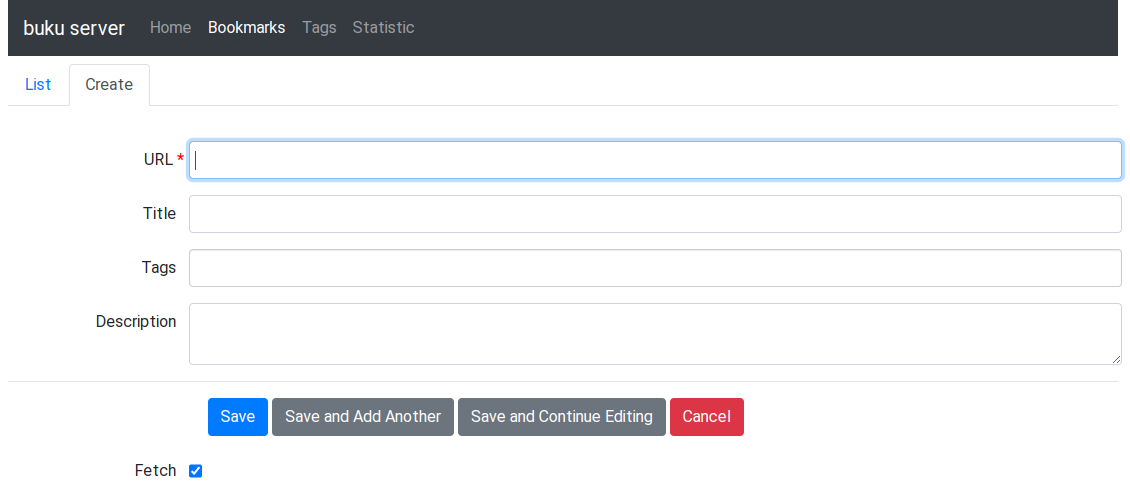 buku server Home Bookmarks Tags Statistic
List Create
URL *
Title
Tags
Description
Save Save and Add Another Save and Continue Editing Cancel
Fetch